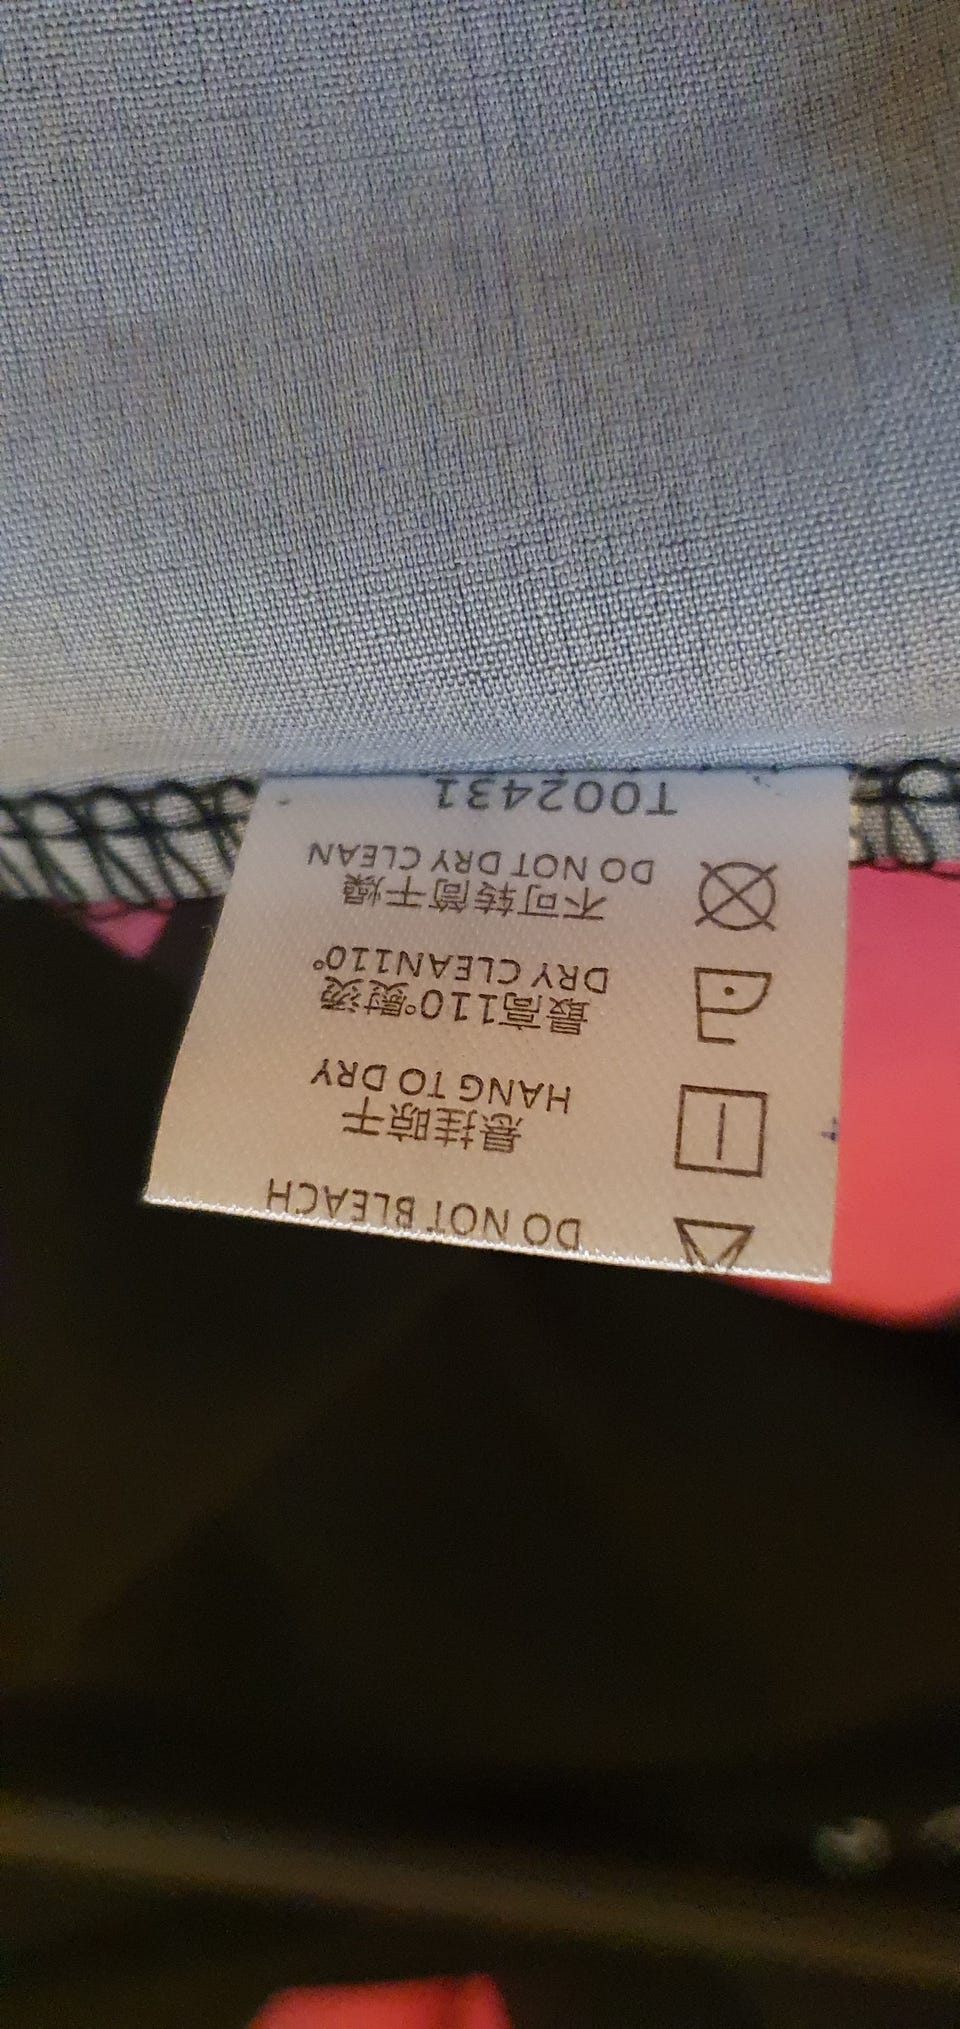 DO NOT BLEACH
悬挂晾干
HANG TO DRY
最高110°熨烫
DRY CLEAN110°
不可转筒干燥
DO NOT DRY CLEAN
T002431